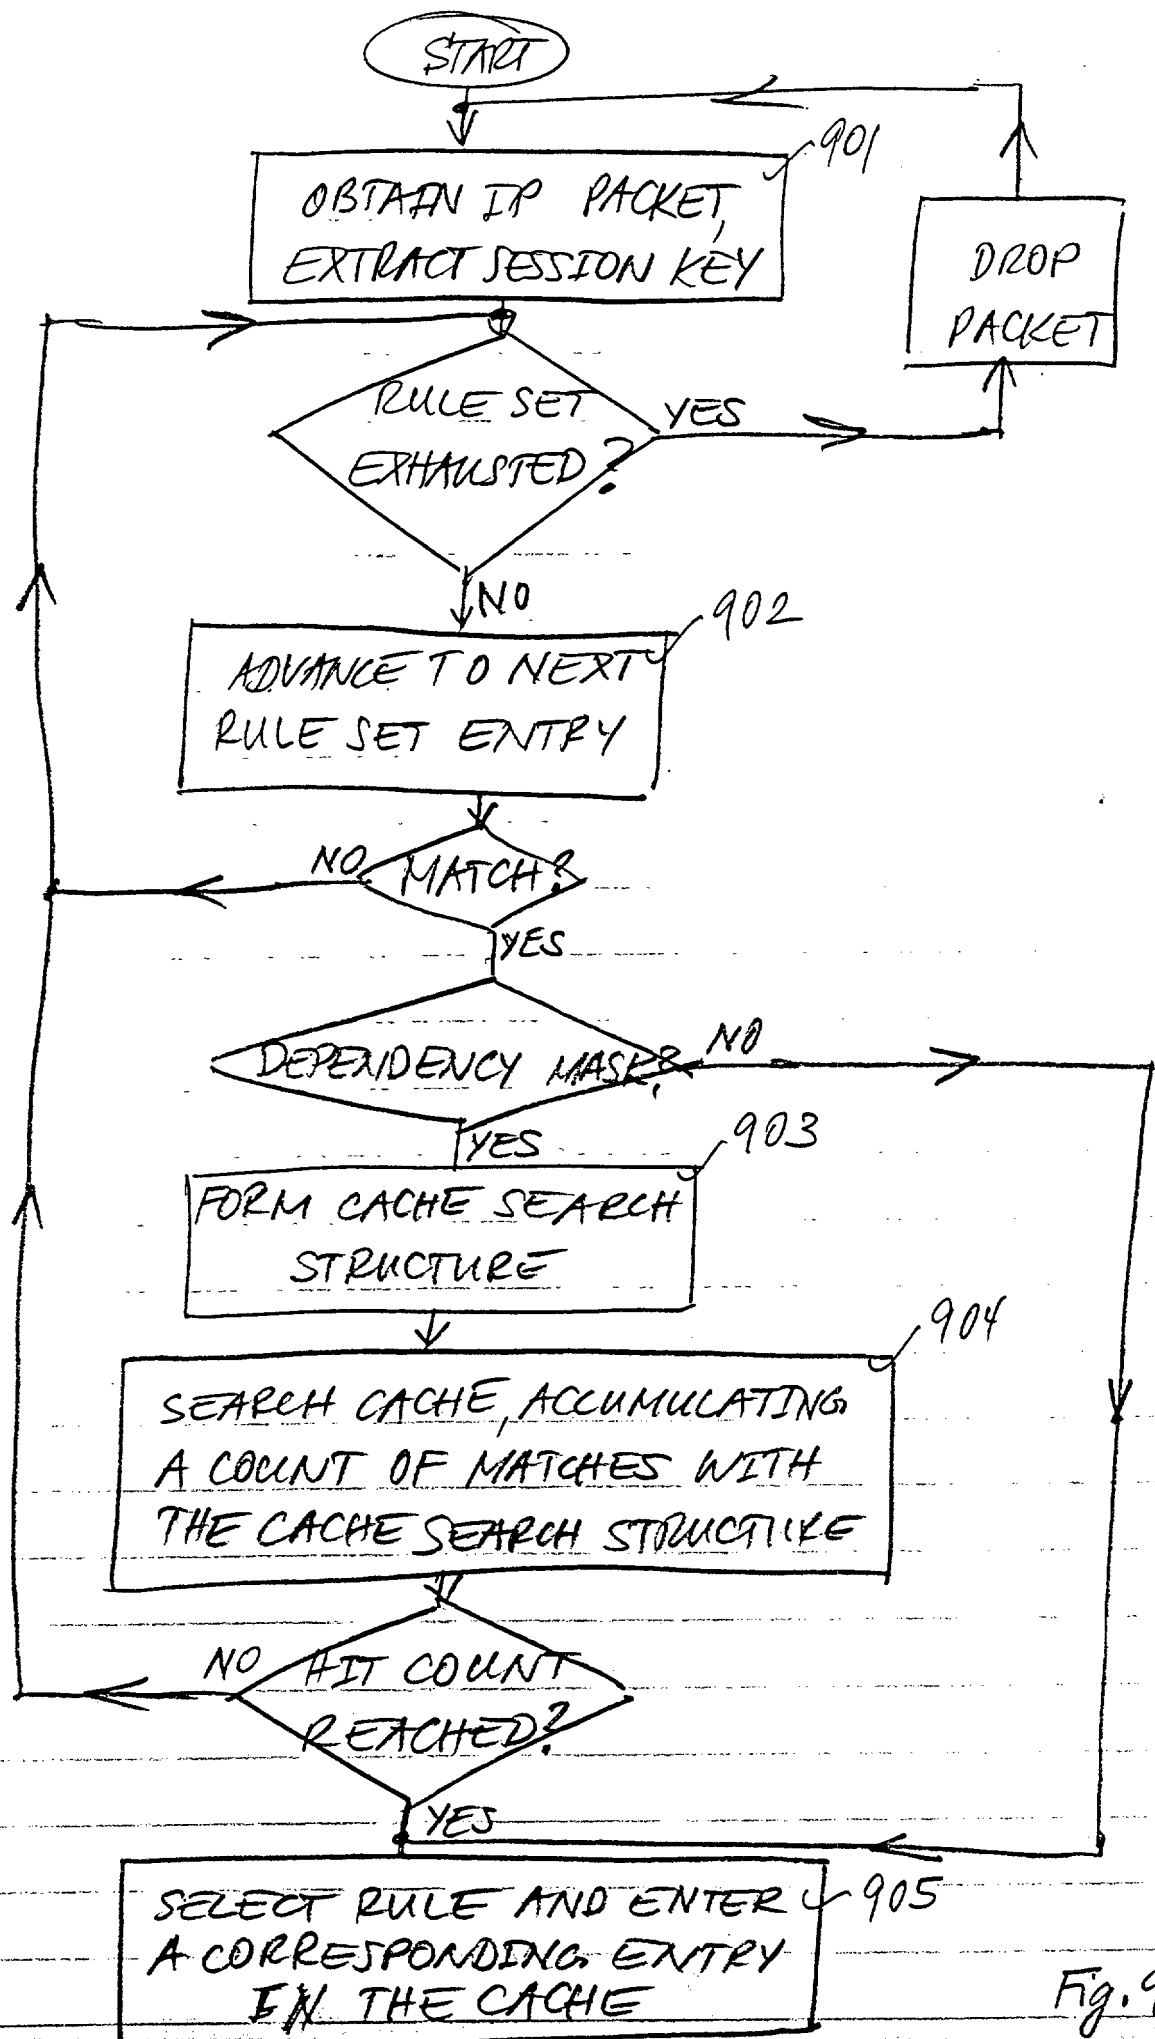 START
901
OBTAIN IP PACKET,
EXTRACT SESSION KEY
DROP
PACKET
RULE SET
EXHAUSTED?
YES
NO
902
ADVANCE TO NEXT
RULE SET ENTRY
NO
MATCH?
YES
DEPENDENCY MASK?
NO
YES
903
FORM CACHE SEARCH
STRUCTURE
904
SEARCH CACHE, ACCUMULATING
A COUNT OF MATCHES WITH
THE CACHE SEARCH STRUCTURE
NO
HIT COUNT
REACHED?
YES
905
SELECT RULE AND ENTER
A CORRESPONDING ENTRY
IN THE CACHE
Fig. 9